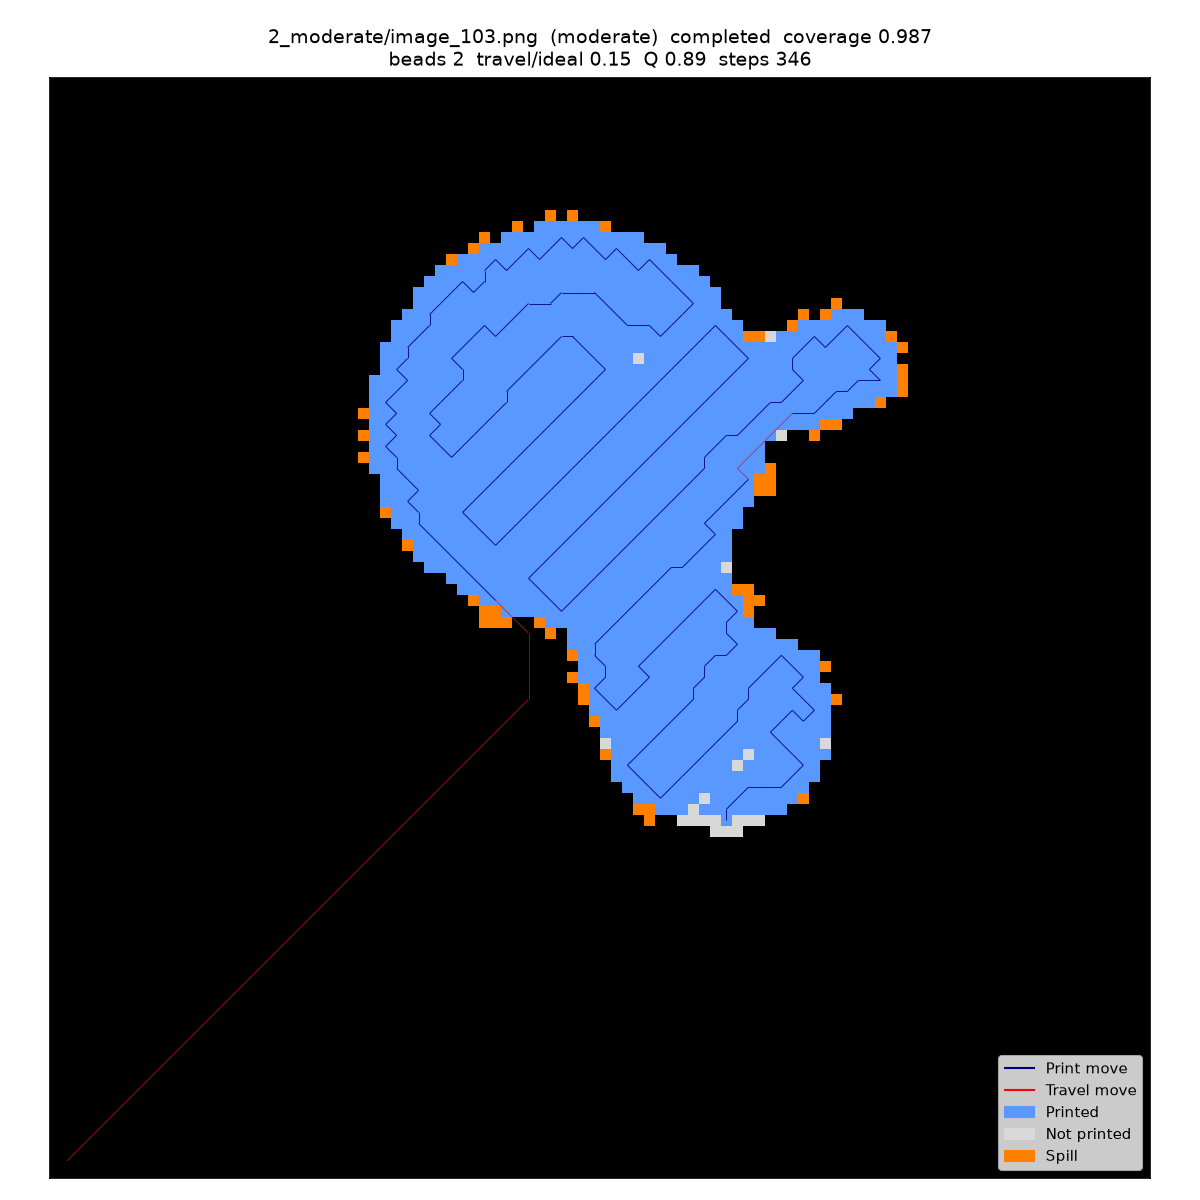 2_moderate/image_103.png  (moderate)  completed  coverage 0.987
beads 2  travel/ideal 0.15  Q 0.89  steps 346
Print move
Travel move
Printed
Not printed
Spill